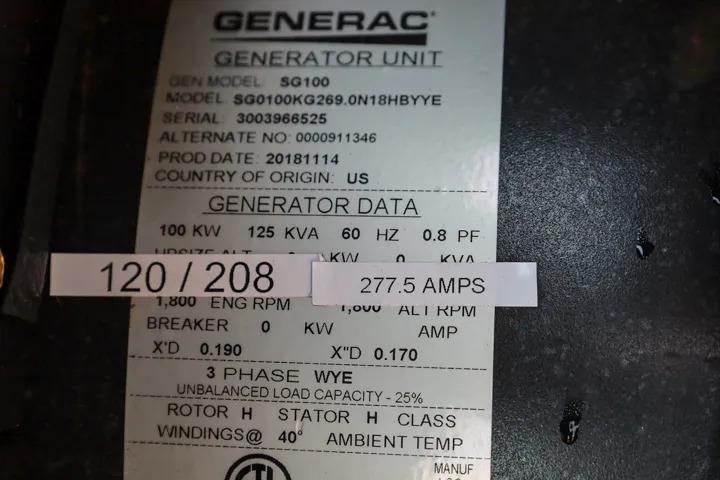 GENERAC
GENERATOR UNIT
GEN MODEL SG100
MODEL SG0100KG269.0N18HBYYE
SERIAL 3003966525
ALTERNATE NO: 0000911346
PROD DATE: 20181114
COUNTRY OF ORIGIN: US
GENERATOR DATA
100 KW 125 KVA 60 HZ 0.8 PF
UPSIZE ALT 0 KW 0 KVA
120 / 208 277.5 AMPS
1,800 ENG RPM 1,800 ALT RPM
BREAKER 0 KW AMP
X'D 0.190 X"D 0.170
3 PHASE WYE
UNBALANCED LOAD CAPACITY - 25%
ROTOR H STATOR H CLASS
WINDINGS@ 40° AMBIENT TEMP
MANUF